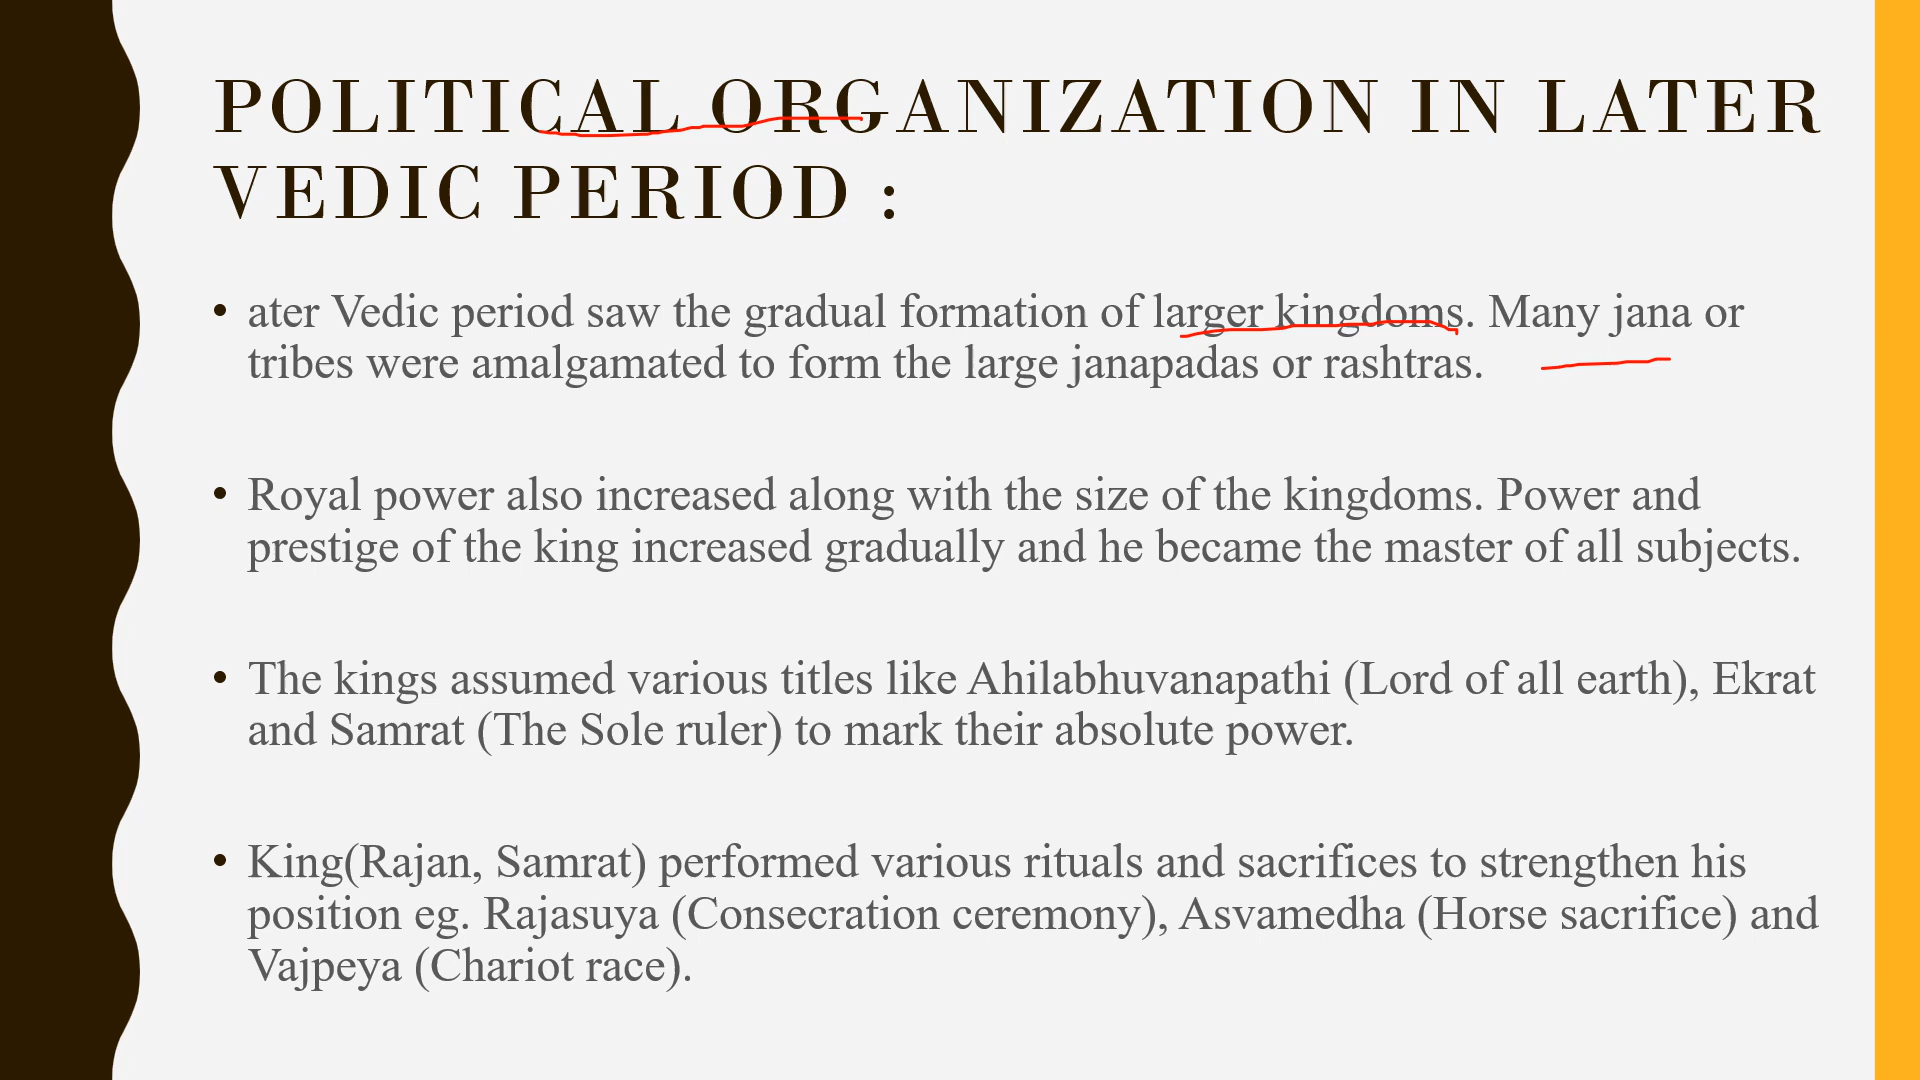 POLITICAL ORGANIZATION IN LATER
VEDIC PERIOD :
• ater Vedic period saw the gradual formation of larger kingdoms. Many jana or
tribes were amalgamated to form the large janapadas or rashtras.
• Royal power also increased along with the size of the kingdoms. Power and
prestige of the king increased gradually and he became the master of all subjects.
• The kings assumed various titles like Ahilabhuvanapathi (Lord of all earth), Ekrat
and Samrat (The Sole ruler) to mark their absolute power.
• King(Rajan, Samrat) performed various rituals and sacrifices to strengthen his
position eg. Rajasuya (Consecration ceremony), Asvamedha (Horse sacrifice) and
Vajpeya (Chariot race).